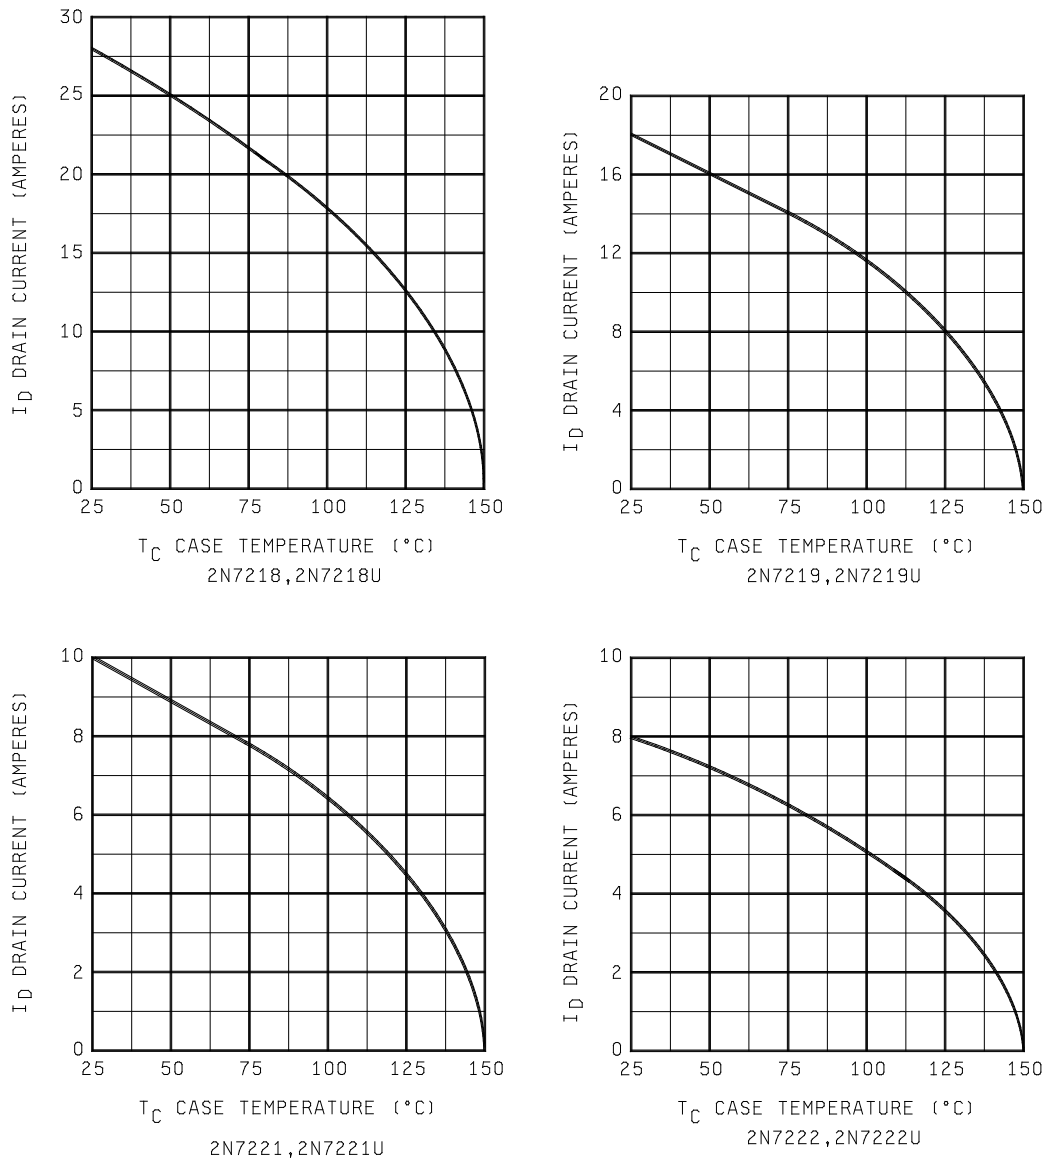 30
25
20
15
10
5
0
I_D DRAIN CURRENT (AMPERES)
25 50 75 100 125 150
T_C CASE TEMPERATURE (°C)
2N7218,2N7218U
20
16
12
8
4
0
I_D DRAIN CURRENT (AMPERES)
25 50 75 100 125 150
T_C CASE TEMPERATURE (°C)
2N7219,2N7219U
10
8
6
4
2
0
I_D DRAIN CURRENT (AMPERES)
25 50 75 100 125 150
T_C CASE TEMPERATURE (°C)
2N7221,2N7221U
10
8
6
4
2
0
I_D DRAIN CURRENT (AMPERES)
25 50 75 100 125 150
T_C CASE TEMPERATURE (°C)
2N7222,2N7222U